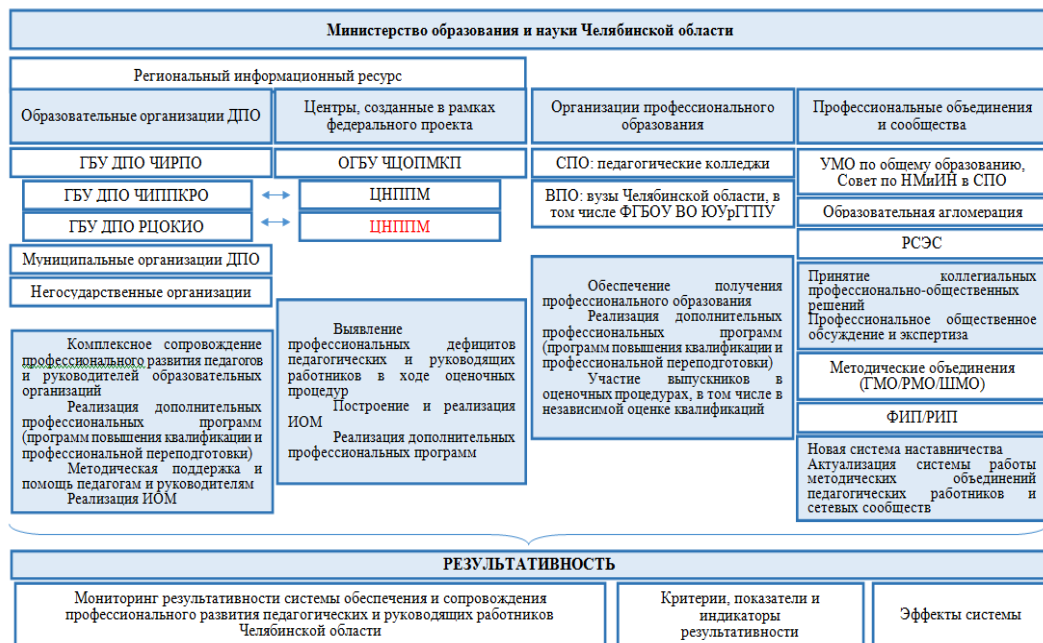 Министерство образования и науки Челябинской области
Региональный информационный ресурс
Образовательные организации ДПО
Центры, созданные в рамках
федерального проекта
Организации профессионального
образования
Профессиональные объединения
и сообщества
ГБУ ДПО ЧИРПО
ОГБУ ЧЦОПМКП
СПО: педагогические колледжи
УМО по общему образованию,
Совет по НМиИН в СПО
ГБУ ДПО ЧИППКРО
ЦНППМ
ВПО: вузы Челябинской области, в
том числе ФГБОУ ВО ЮУрГГПУ
Образовательная агломерация
ГБУ ДПО РЦОКИО
ЦНППМ
РСЭС
Муниципальные организации ДПО
Негосударственные организации
Комплексное сопровождение
профессионального развития педагогов
и руководителей образовательных
организаций
Реализация дополнительных
профессиональных программ
(программ повышения квалификации и
профессиональной переподготовки)
Методическая поддержка и
помощь педагогам и руководителям
Реализация ИОМ
Выявление
профессиональных дефицитов
педагогических и руководящих
работников в ходе оценочных
процедур
Построение и реализация
ИОМ
Реализация дополнительных
профессиональных программ
Обеспечение получения
профессионального образования
Реализация дополнительных
профессиональных программ
(программ повышения квалификации и
профессиональной переподготовки)
Участие выпускников в
оценочных процедурах, в том числе в
независимой оценке квалификаций
Принятие коллегиальных
профессионально-общественных
решений
Профессиональное общественное
обсуждение и экспертиза
Методические объединения
(ГМО/РМО/ШМО)
ФИП/РИП
Новая система наставничества
Актуализация системы работы
методических объединений
педагогических работников и
сетевых сообществ
РЕЗУЛЬТАТИВНОСТЬ
Мониторинг результативности системы обеспечения и сопровождения
профессионального развития педагогических и руководящих работников
Челябинской области
Критерии, показатели и
индикаторы
результативности
Эффекты системы